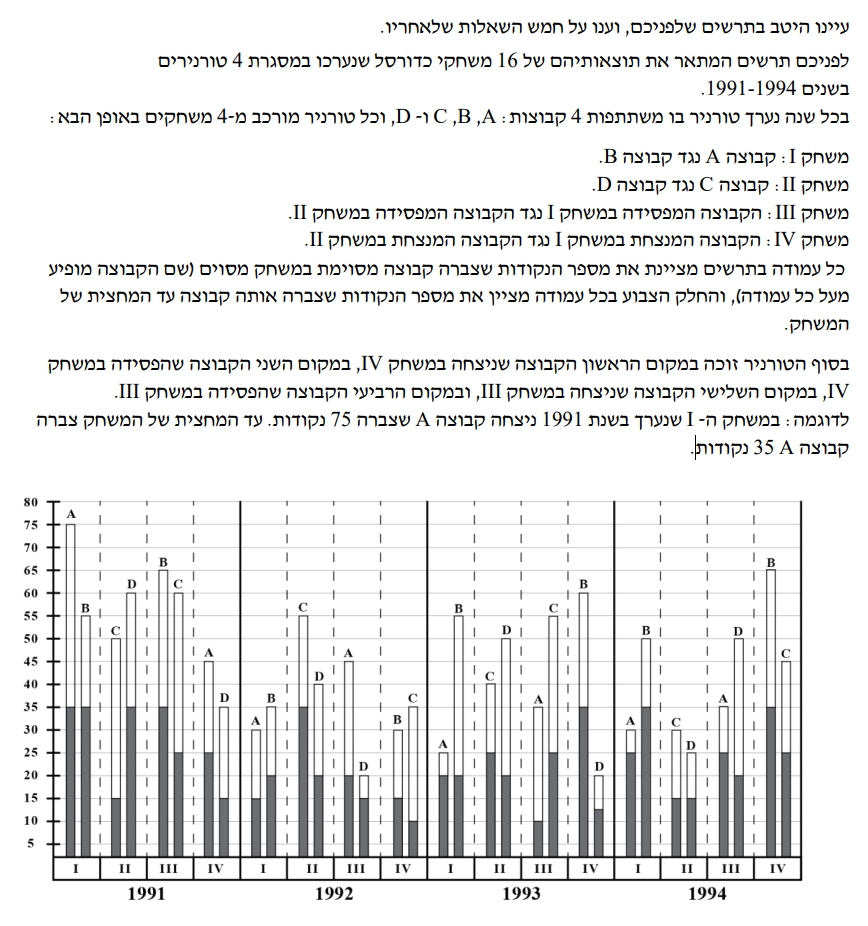 עיינו היטב בתרשים שלפניכם, וענו על חמש השאלות שלאחריו.
לפניכם תרשים המתאר את תוצאותיהם של 16 משחקי כדורסל שנערכו במסגרת 4 טורנירים
בשנים 1991-1994.
בכל שנה נערך טורניר בו משתתפות 4 קבוצות: A, B, C ו- D, וכל טורניר מורכב מ-4 משחקים באופן הבא:
משחק I: קבוצה A נגד קבוצה B.
משחק II: קבוצה C נגד קבוצה D.
משחק III: הקבוצה המפסידה במשחק I נגד הקבוצה המפסידה במשחק II.
משחק IV: הקבוצה המנצחת במשחק I נגד הקבוצה המנצחת במשחק II.
כל עמודה בתרשים מציינת את מספר הנקודות שצברה קבוצה מסוימת במשחק מסוים (שם הקבוצה מופיע
מעל כל עמודה), והחלק הצבוע בכל עמודה מציין את מספר הנקודות שצברה אותה קבוצה עד המחצית של
המשחק.
בסוף הטורניר זוכה במקום הראשון הקבוצה שניצחה במשחק IV, במקום השני הקבוצה שהפסידה במשחק
IV, במקום השלישי הקבוצה שניצחה במשחק III, ובמקום הרביעי הקבוצה שהפסידה במשחק III.
לדוגמה: במשחק ה- I שנערך בשנת 1991 ניצחה קבוצה A שצברה 75 נקודות. עד המחצית של המשחק צברה
קבוצה A 35 נקודות.
80
75
70
65
60
55
50
45
40
35
30
25
20
15
10
5
A B C D B C A D A B C D A D B C A B C D A C B D A B C D A D B C
I II III IV I II III IV I II III IV I II III IV
1991 1992 1993 1994